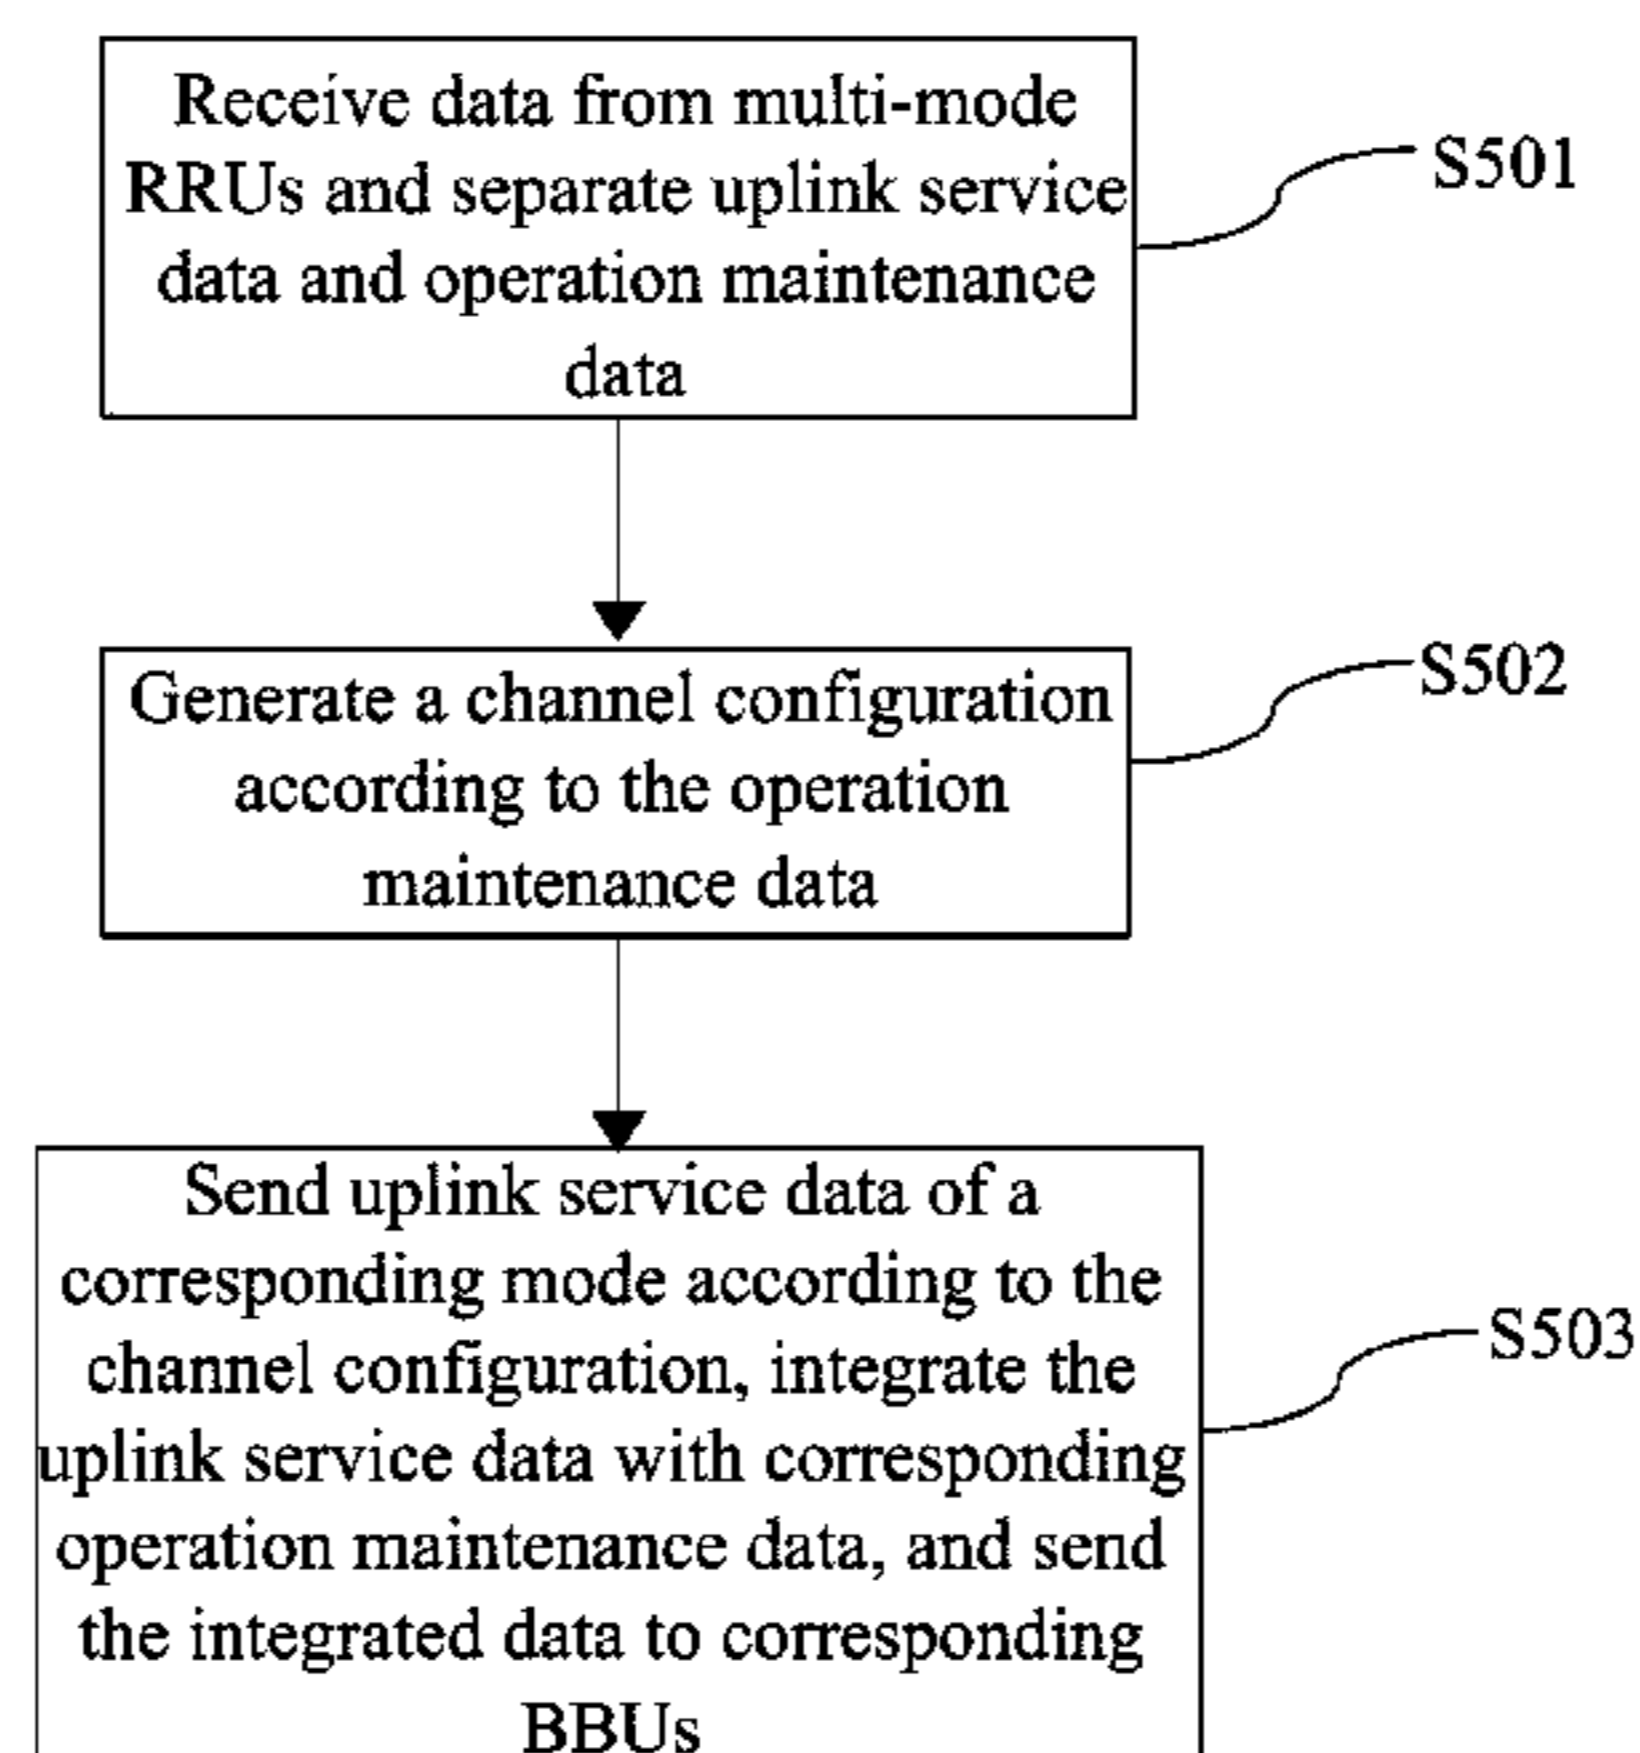 Receive data from multi-mode
RRUs and separate uplink service
data and operation maintenance
data
S501
Generate a channel configuration
according to the operation
maintenance data
S502
Send uplink service data of a
corresponding mode according to the
channel configuration, integrate the
uplink service data with corresponding
operation maintenance data, and send
the integrated data to corresponding
BBUs
S503